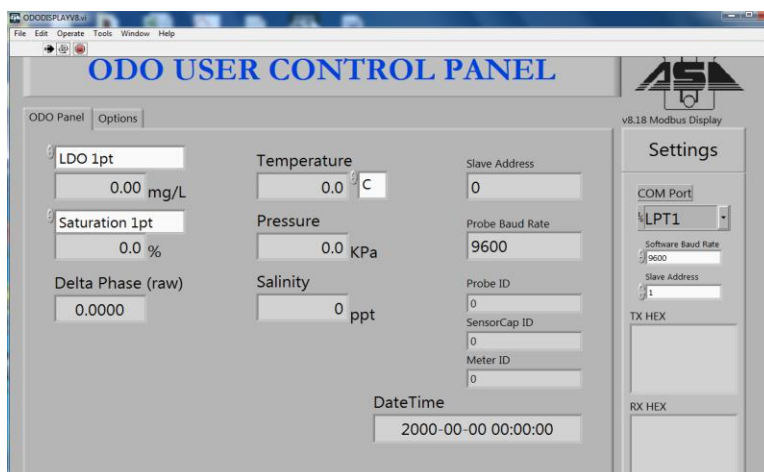 ODODISPLAYV8.vi
File Edit Operate Tools Window Help
ODO USER CONTROL PANEL
v8.18 Modbus Display
ODO Panel Options
LDO 1pt
0.00 mg/L
Saturation 1pt
0.0 %
Delta Phase (raw)
0.0000
Temperature
0.0 C
Pressure
0.0 KPa
Salinity
0 ppt
Slave Address
0
Probe Baud Rate
9600
Probe ID
0
SensorCap ID
0
Meter ID
0
DateTime
2000-00-00 00:00:00
Settings
COM Port
LPT1
Software Baud Rate
9600
Slave Address
1
TX HEX
RX HEX